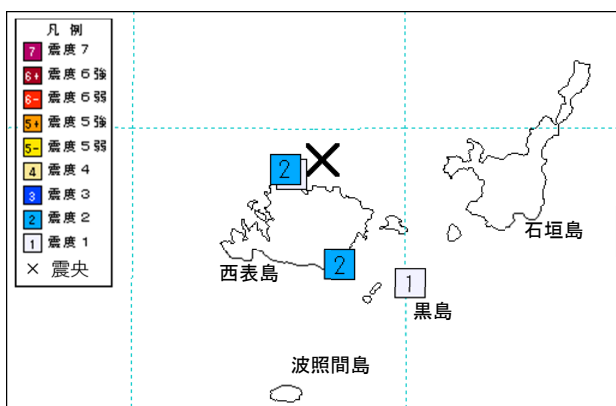 凡 例
7 震度7
6+ 震度6強
6- 震度6弱
5+ 震度5強
5- 震度5弱
4 震度4
3 震度3
2 震度2
1 震度1
× 震央
2
石垣島
2
西表島
1
黒島
波照間島